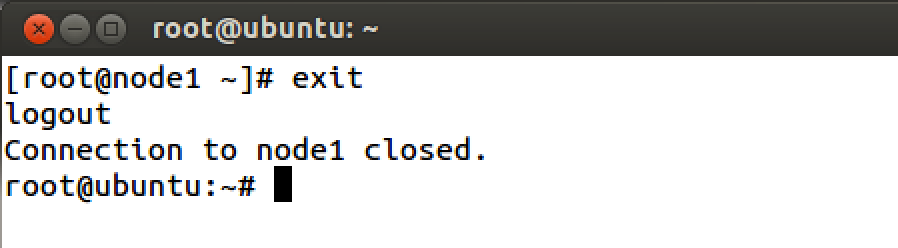 root@ubuntu: ~
[root@node1 ~]# exit
logout
Connection to node1 closed.
root@ubuntu:~#